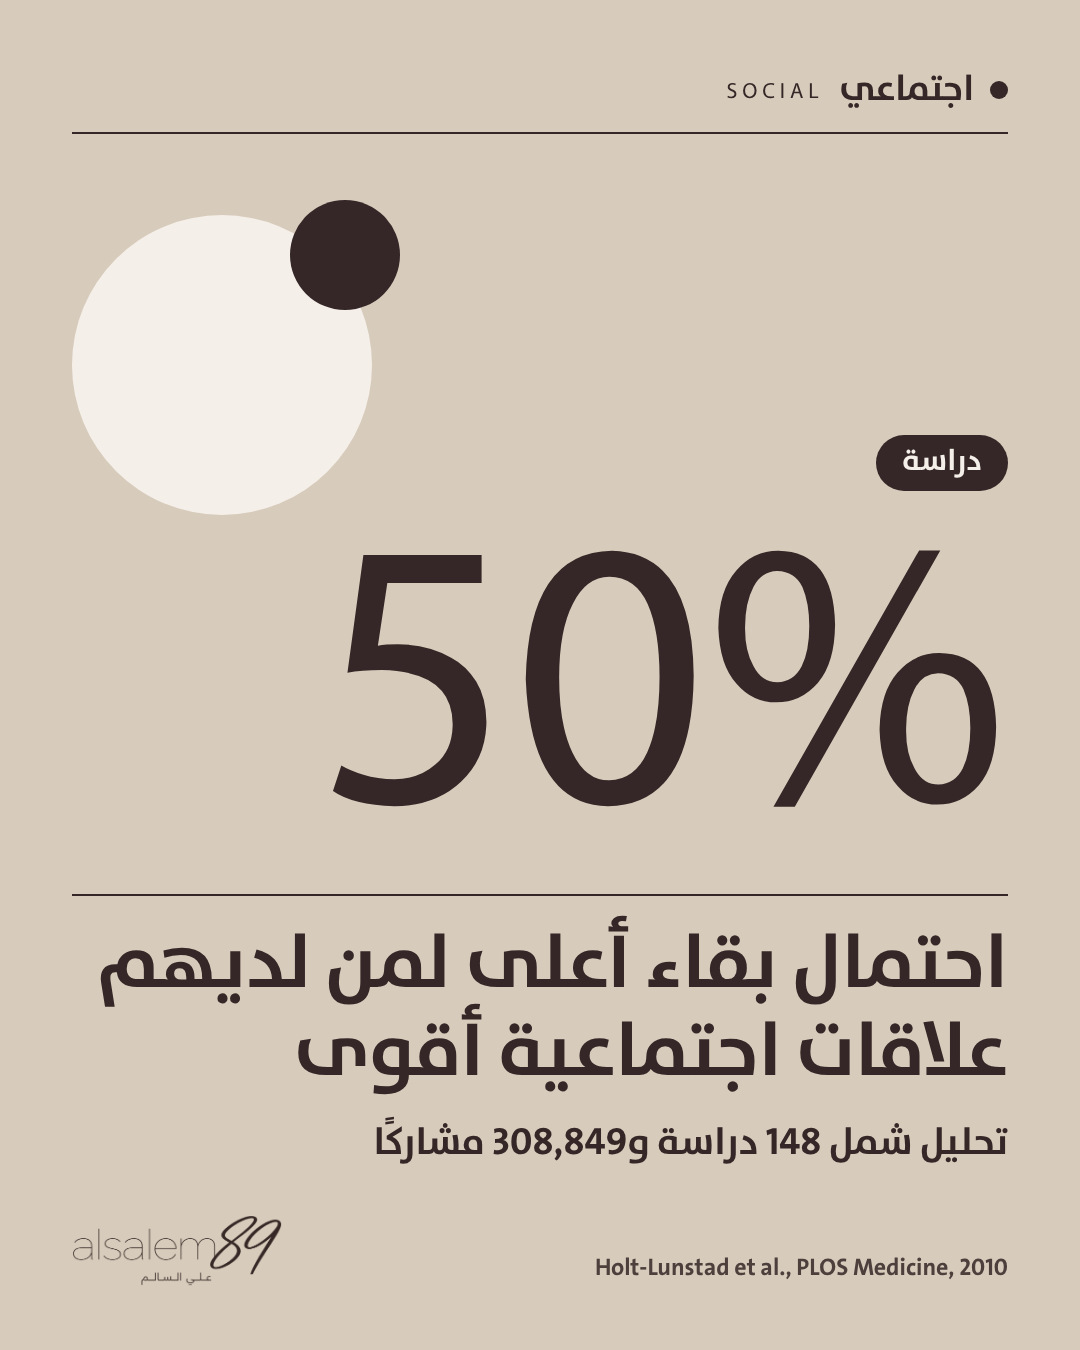 اجتماعي SOCIAL
دراسة
50%
احتمال بقاء أعلى لمن لديهم
علاقات اجتماعية أقوى
تحليل شمل 148 دراسة و308,849 مشاركًا
Holt-Lunstad et al., PLOS Medicine, 2010
alsalem89
علي السالم